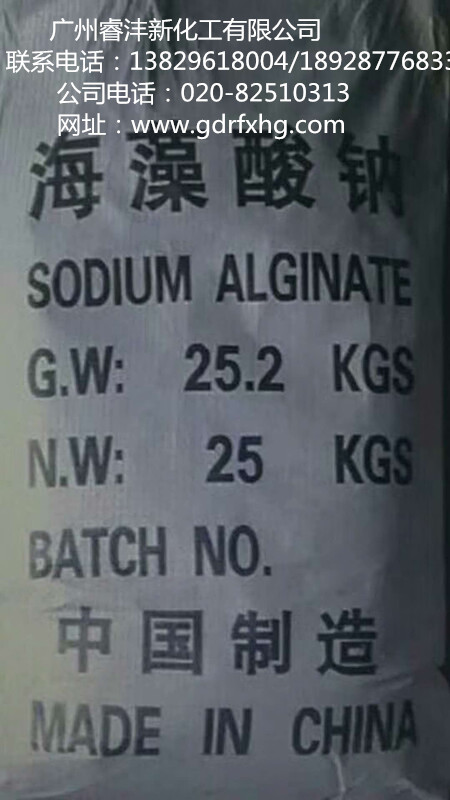 广州睿沣新化工有限公司
联系电话：13829618004/18928776833
公司电话：020-82510313
网址：www.gdrfxhg.com
海藻酸钠
SODIUM ALGINATE
G.W: 25.2 KGS
N.W: 25 KGS
BATCH NO.
中国制造
MADE IN CHINA